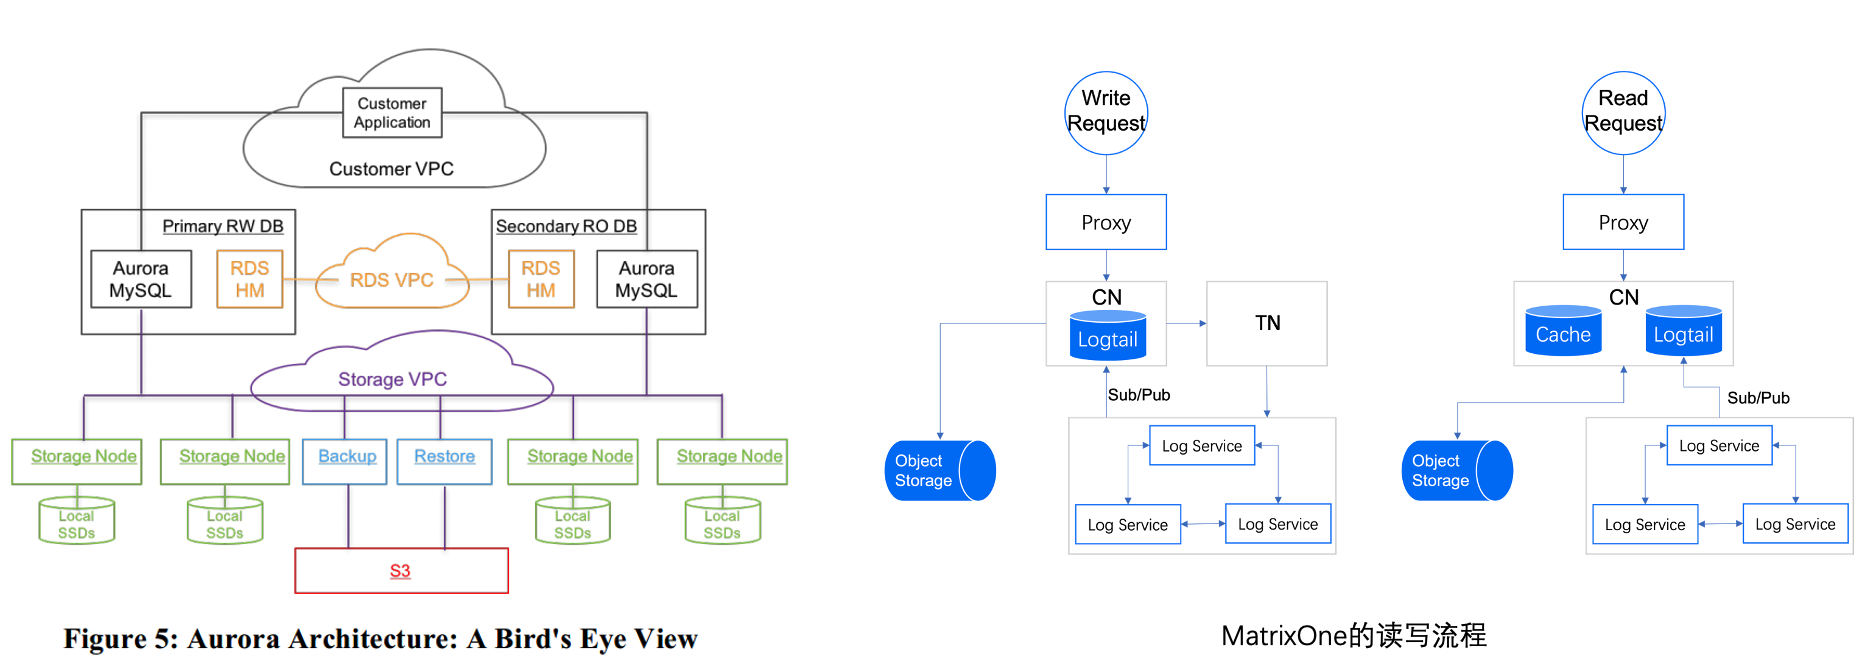 Customer
Application
Customer VPC
Primary RW DB
Secondary RO DB
Aurora
MySQL
RDS
HM
RDS VPC
RDS
HM
Aurora
MySQL
Storage VPC
Storage Node
Storage Node
Backup
Restore
Storage Node
Storage Node
Local
SSDs
Local
SSDs
Local
SSDs
Local
SSDs
S3
Figure 5: Aurora Architecture: A Bird's Eye View
Write
Request
Proxy
CN
Logtail
TN
Sub/Pub
Object
Storage
Log Service
Log Service
Log Service
Read
Request
Proxy
CN
Cache
Logtail
Sub/Pub
Object
Storage
Log Service
Log Service
Log Service
MatrixOne的读写流程